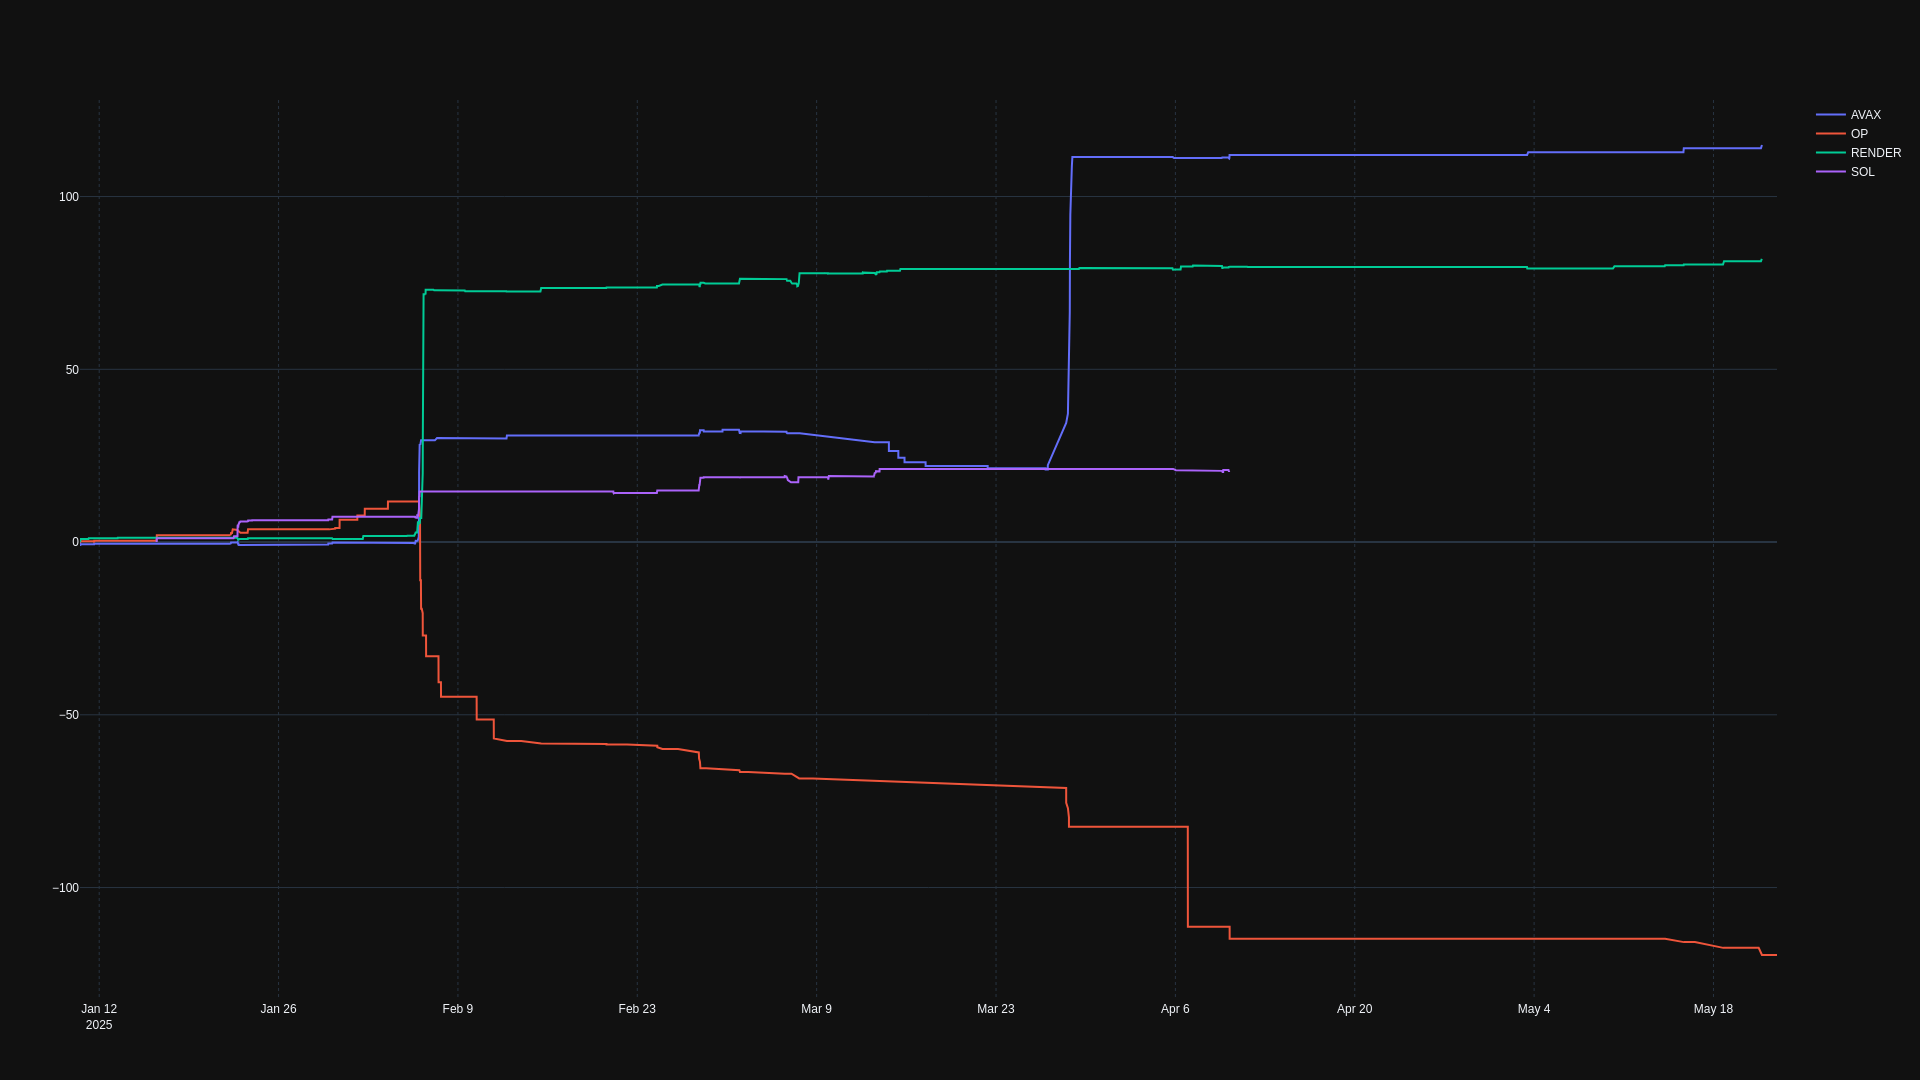 AVAX
OP
RENDER
SOL
100
50
0
−50
−100
Jan 12
2025
Jan 26
Feb 9
Feb 23
Mar 9
Mar 23
Apr 6
Apr 20
May 4
May 18